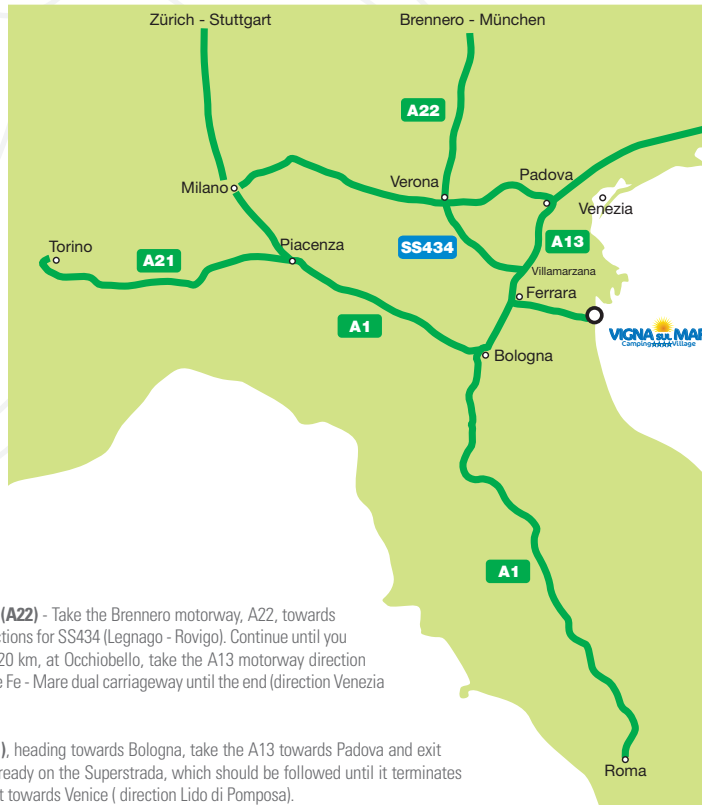 Zürich - Stuttgart
Brennero - München
A22
Milano
Verona
Padova
Venezia
Torino
A21
Piacenza
SS434
A13
Villamarzana
Ferrara
A1
VIGNA SUL MAR
Camping Village
Bologna
A1
(A22) - Take the Brennero motorway, A22, towards
ctions for SS434 (Legnago - Rovigo). Continue until you
20 km, at Occhiobello, take the A13 motorway direction
e Fe - Mare dual carriageway until the end (direction Venezia
), heading towards Bologna, take the A13 towards Padova and exit
ready on the Superstrada, which should be followed until it terminates
t towards Venice ( direction Lido di Pomposa).
Roma